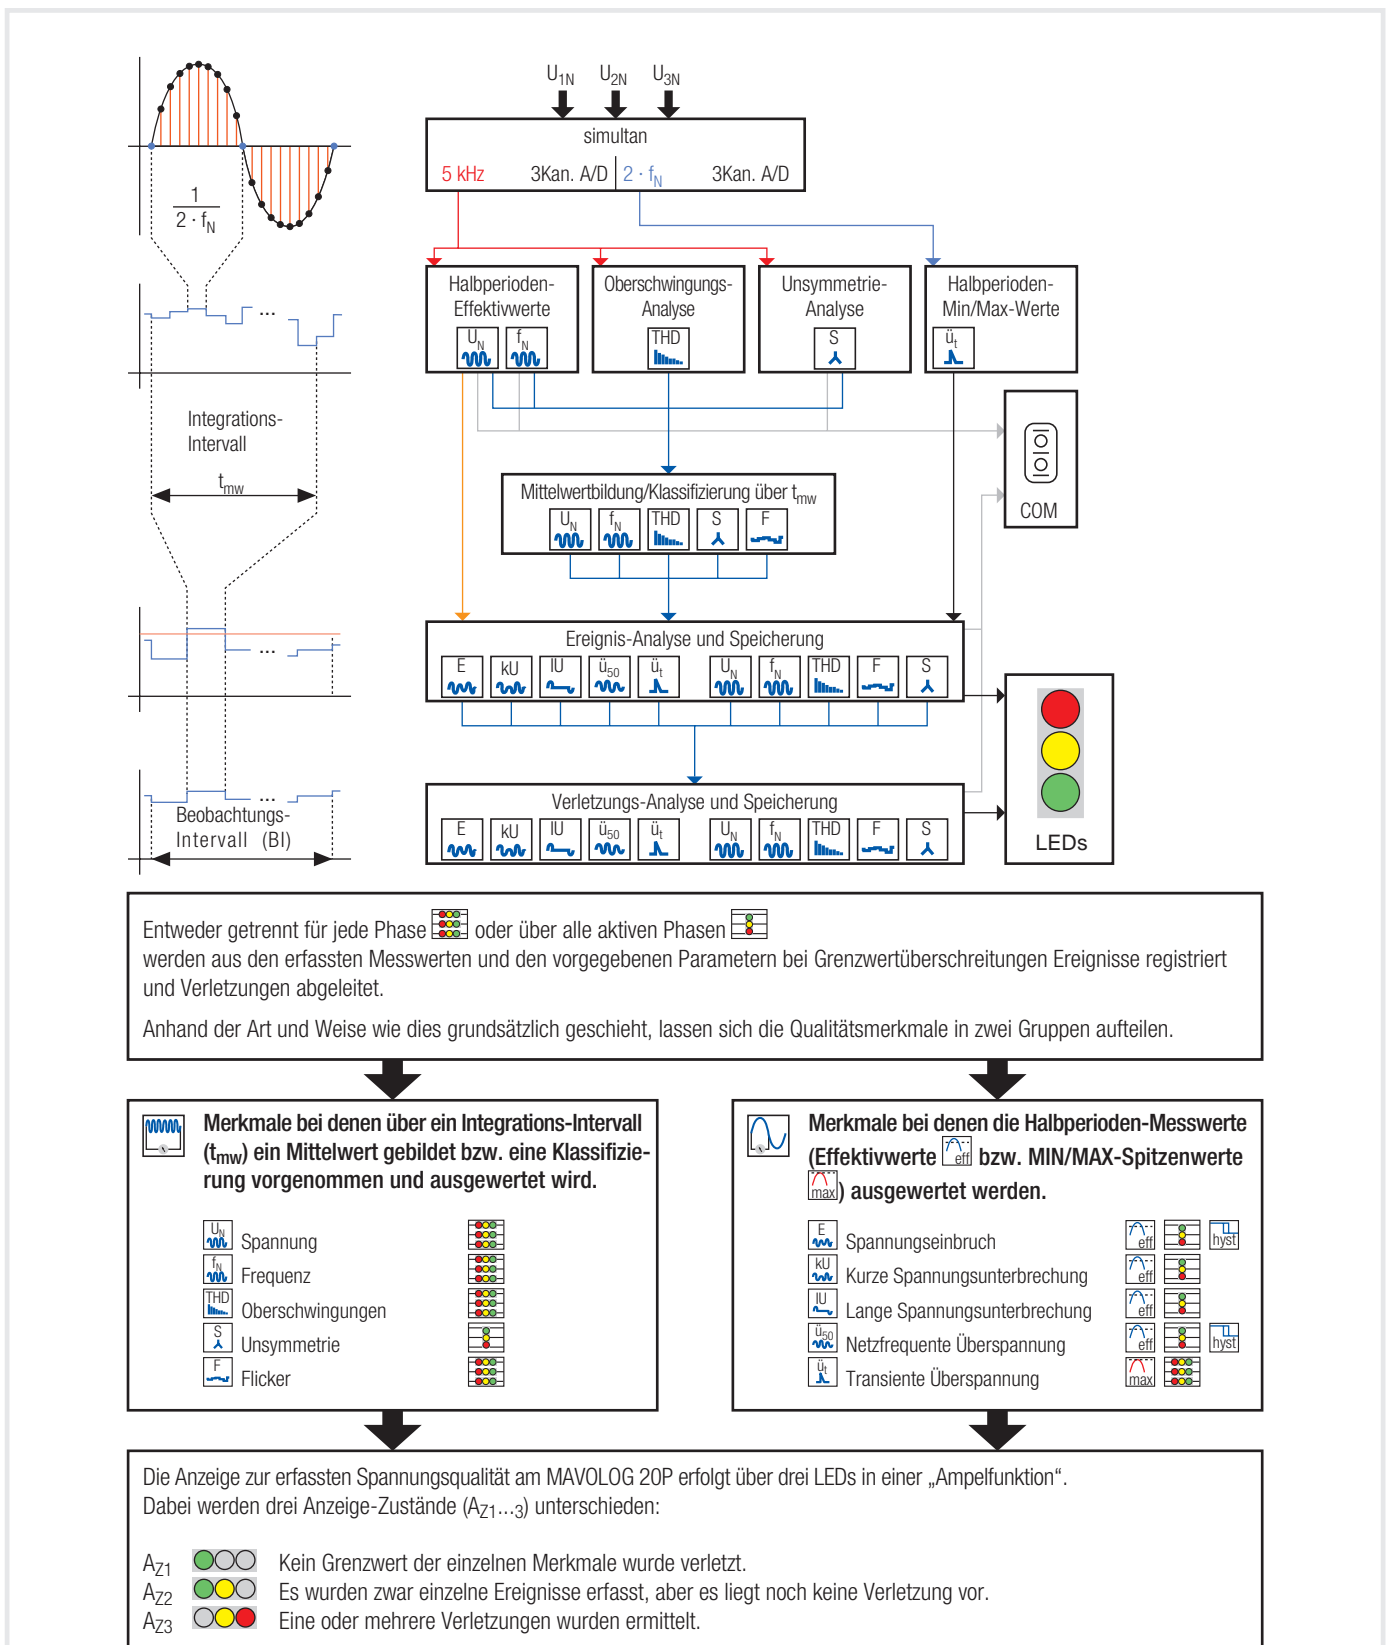 U1N U2N U3N
simultan
5 kHz 3Kan. A/D 2 · fN 3Kan. A/D
1
2 · fN
Halbperioden-
Effektivwerte
UN fN
Oberschwingungs-
Analyse
THD
Unsymmetrie-
Analyse
S
Halbperioden-
Min/Max-Werte
üt
...
Integrations-
Intervall
tmw
COM
Mittelwertbildung/Klassifizierung über tmw
UN fN THD S F
...
Ereignis-Analyse und Speicherung
E kU lU ü50 üt UN fN THD F S
LEDs
...
Beobachtungs-
Intervall (BI)
Verletzungs-Analyse und Speicherung
E kU lU ü50 üt UN fN THD F S
Entweder getrennt für jede Phase oder über alle aktiven Phasen
werden aus den erfassten Messwerten und den vorgegebenen Parametern bei Grenzwertüberschreitungen Ereignisse registriert
und Verletzungen abgeleitet.
Anhand der Art und Weise wie dies grundsätzlich geschieht, lassen sich die Qualitätsmerkmale in zwei Gruppen aufteilen.
Merkmale bei denen über ein Integrations-Intervall
(tmw) ein Mittelwert gebildet bzw. eine Klassifizie-
rung vorgenommen und ausgewertet wird.
UN Spannung
fN Frequenz
THD Oberschwingungen
S Unsymmetrie
F Flicker
Merkmale bei denen die Halbperioden-Messwerte
(Effektivwerte eff bzw. MIN/MAX-Spitzenwerte
max) ausgewertet werden.
E Spannungseinbruch eff hyst
kU Kurze Spannungsunterbrechung eff
lU Lange Spannungsunterbrechung eff
ü50 Netzfrequente Überspannung eff hyst
üt Transiente Überspannung max
Die Anzeige zur erfassten Spannungsqualität am MAVOLOG 20P erfolgt über drei LEDs in einer „Ampelfunktion“.
Dabei werden drei Anzeige-Zustände (AZ1...3) unterschieden:
AZ1 Kein Grenzwert der einzelnen Merkmale wurde verletzt.
AZ2 Es wurden zwar einzelne Ereignisse erfasst, aber es liegt noch keine Verletzung vor.
AZ3 Eine oder mehrere Verletzungen wurden ermittelt.